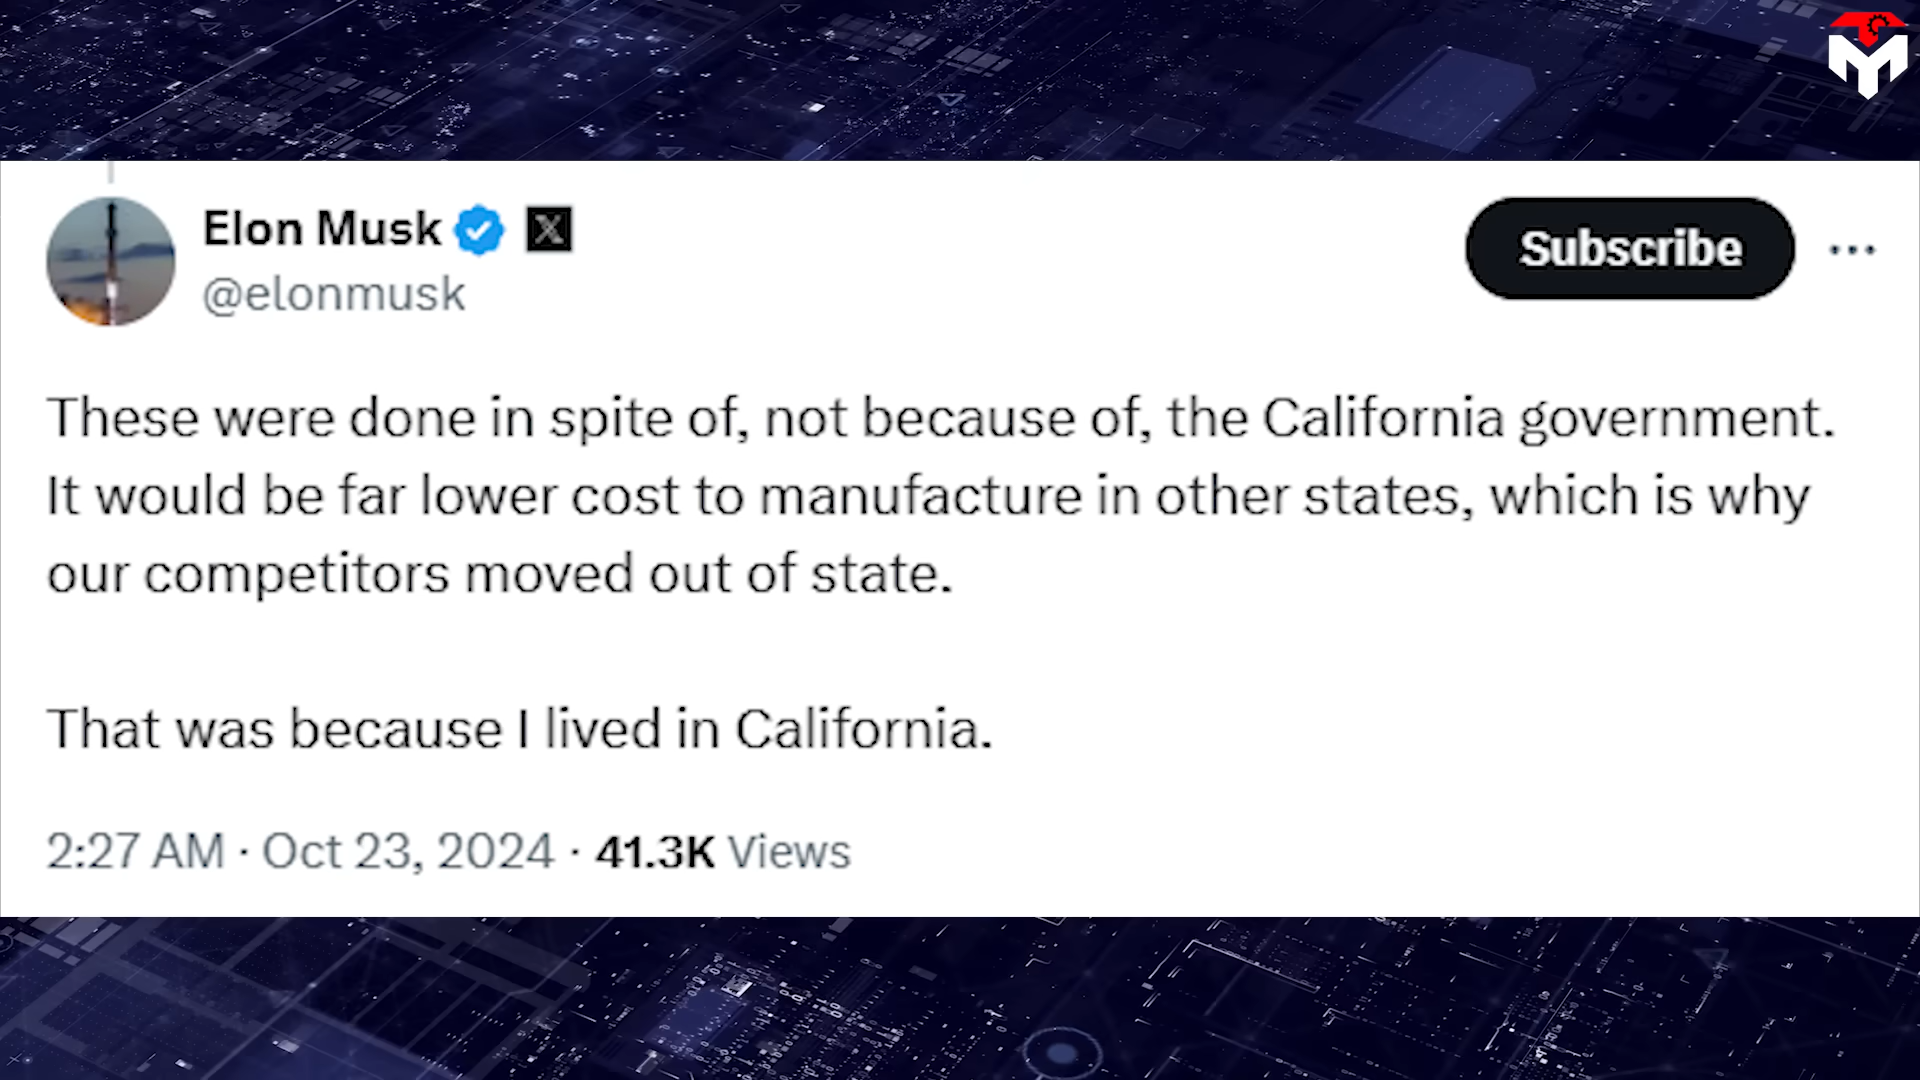 Elon Musk
@elonmusk
Subscribe
These were done in spite of, not because of, the California government.
It would be far lower cost to manufacture in other states, which is why
our competitors moved out of state.
That was because I lived in California.
2:27 AM · Oct 23, 2024 · 41.3K Views